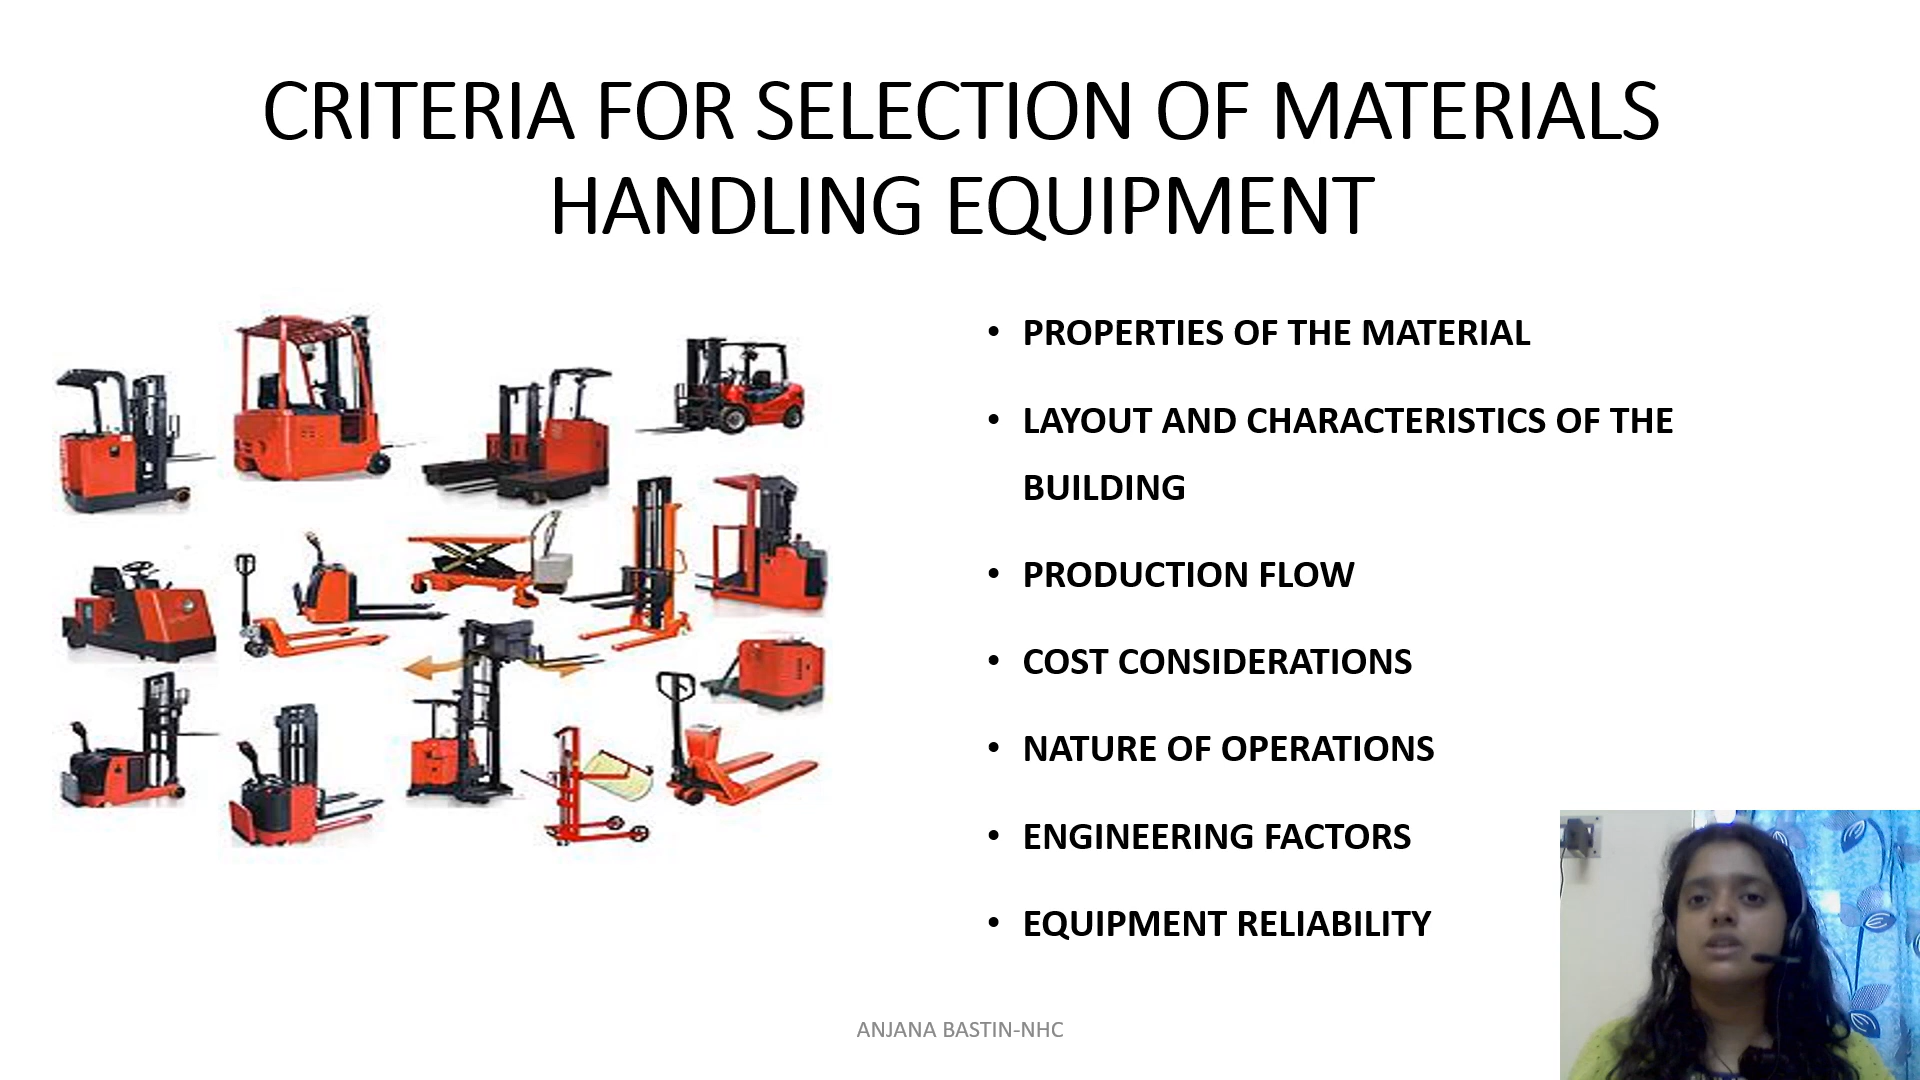 CRITERIA FOR SELECTION OF MATERIALS
HANDLING EQUIPMENT
• PROPERTIES OF THE MATERIAL
• LAYOUT AND CHARACTERISTICS OF THE
BUILDING
• PRODUCTION FLOW
• COST CONSIDERATIONS
• NATURE OF OPERATIONS
• ENGINEERING FACTORS
• EQUIPMENT RELIABILITY
ANJANA BASTIN-NHC